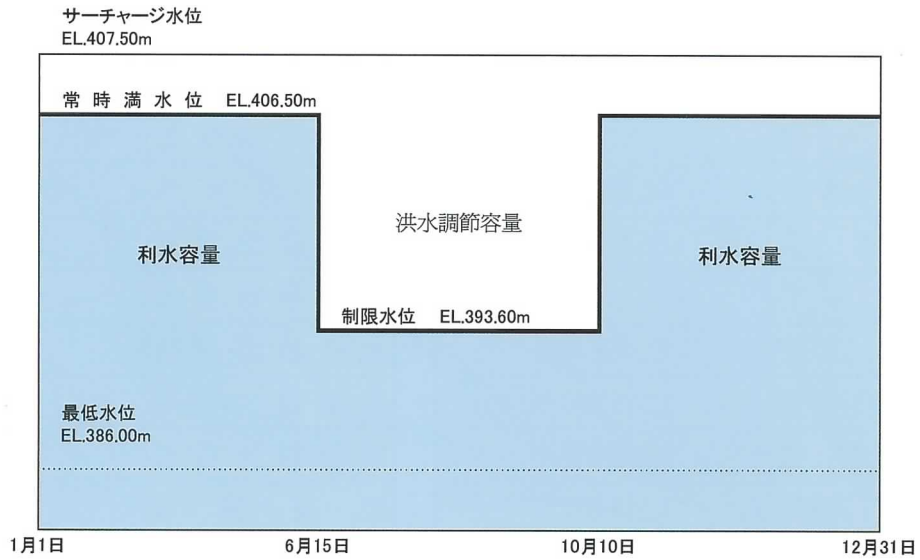 サーチャージ水位
EL.407.50m
常時満水位 EL.406.50m
洪水調節容量
利水容量
利水容量
制限水位 EL.393.60m
最低水位
EL.386.00m
1月1日
6月15日
10月10日
12月31日